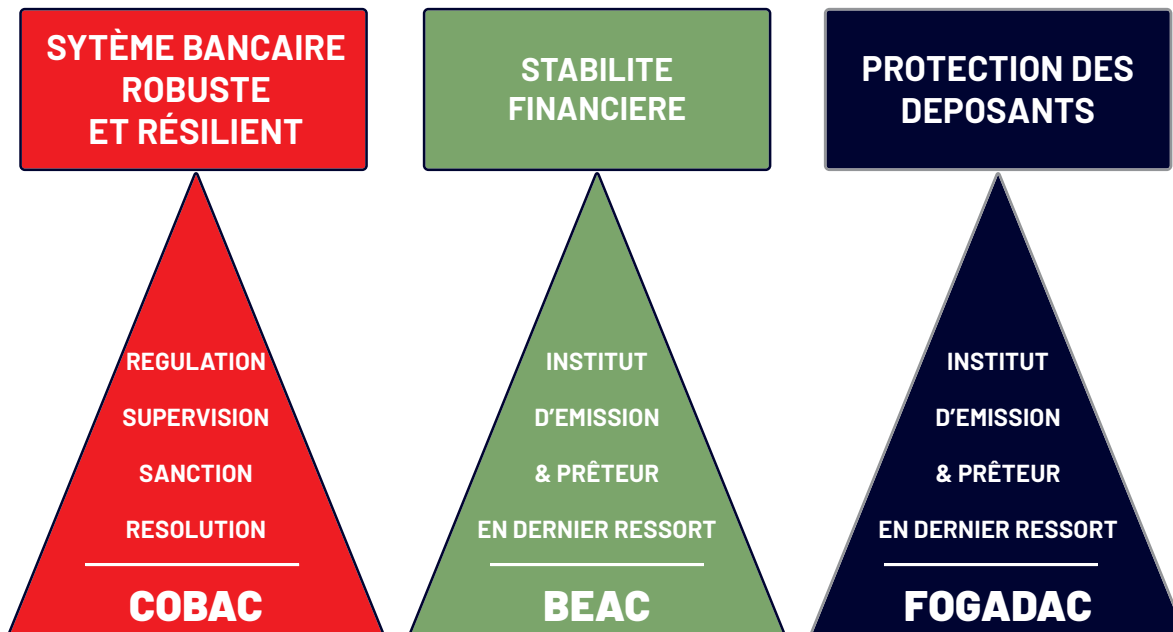 SYTÈME BANCAIRE
ROBUSTE
ET RÉSILIENT
REGULATION
SUPERVISION
SANCTION
RESOLUTION
COBAC
STABILITE
FINANCIERE
INSTITUT
D'EMISSION
& PRÊTEUR
EN DERNIER RESSORT
BEAC
PROTECTION DES
DEPOSANTS
INSTITUT
D'EMISSION
& PRÊTEUR
EN DERNIER RESSORT
FOGADAC